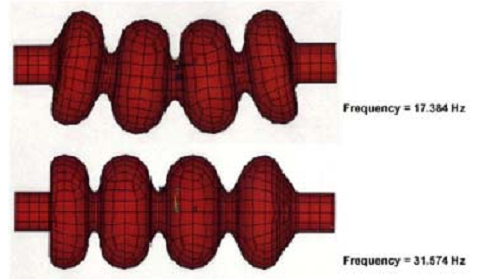 Frequency = 17.384 Hz
Frequency = 31.574 Hz